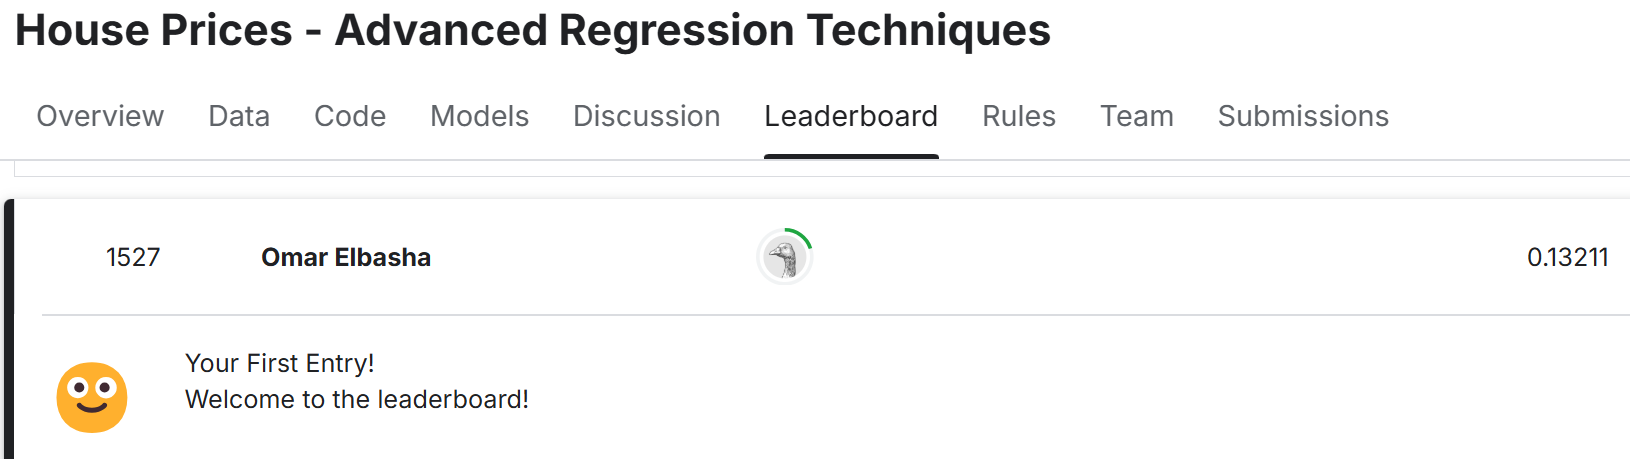 House Prices - Advanced Regression Techniques
Overview Data Code Models Discussion Leaderboard Rules Team Submissions
1527 Omar Elbasha 0.13211
Your First Entry!
Welcome to the leaderboard!